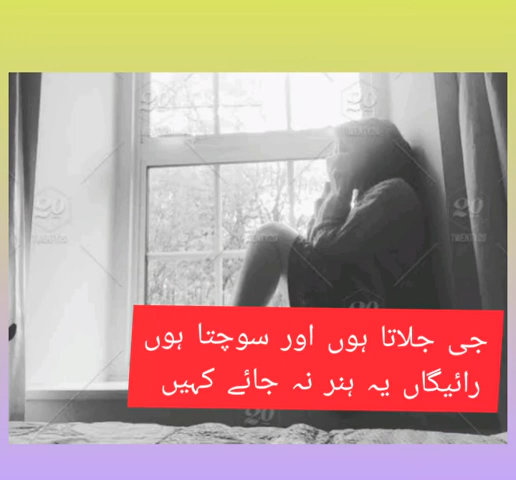 جی جلاتا ہوں اور سوچتا ہوں
رائیگاں یہ ہنر نہ جائے کہیں